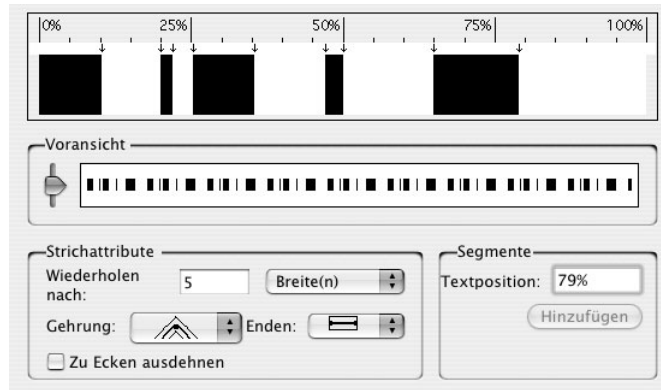 0% 25% 50% 75% 100%
Voransicht
Strichattribute
Wiederholen nach: 5 Breite(n)
Gehrung: Enden:
Zu Ecken ausdehnen
Segmente
Textposition: 79%
Hinzufügen